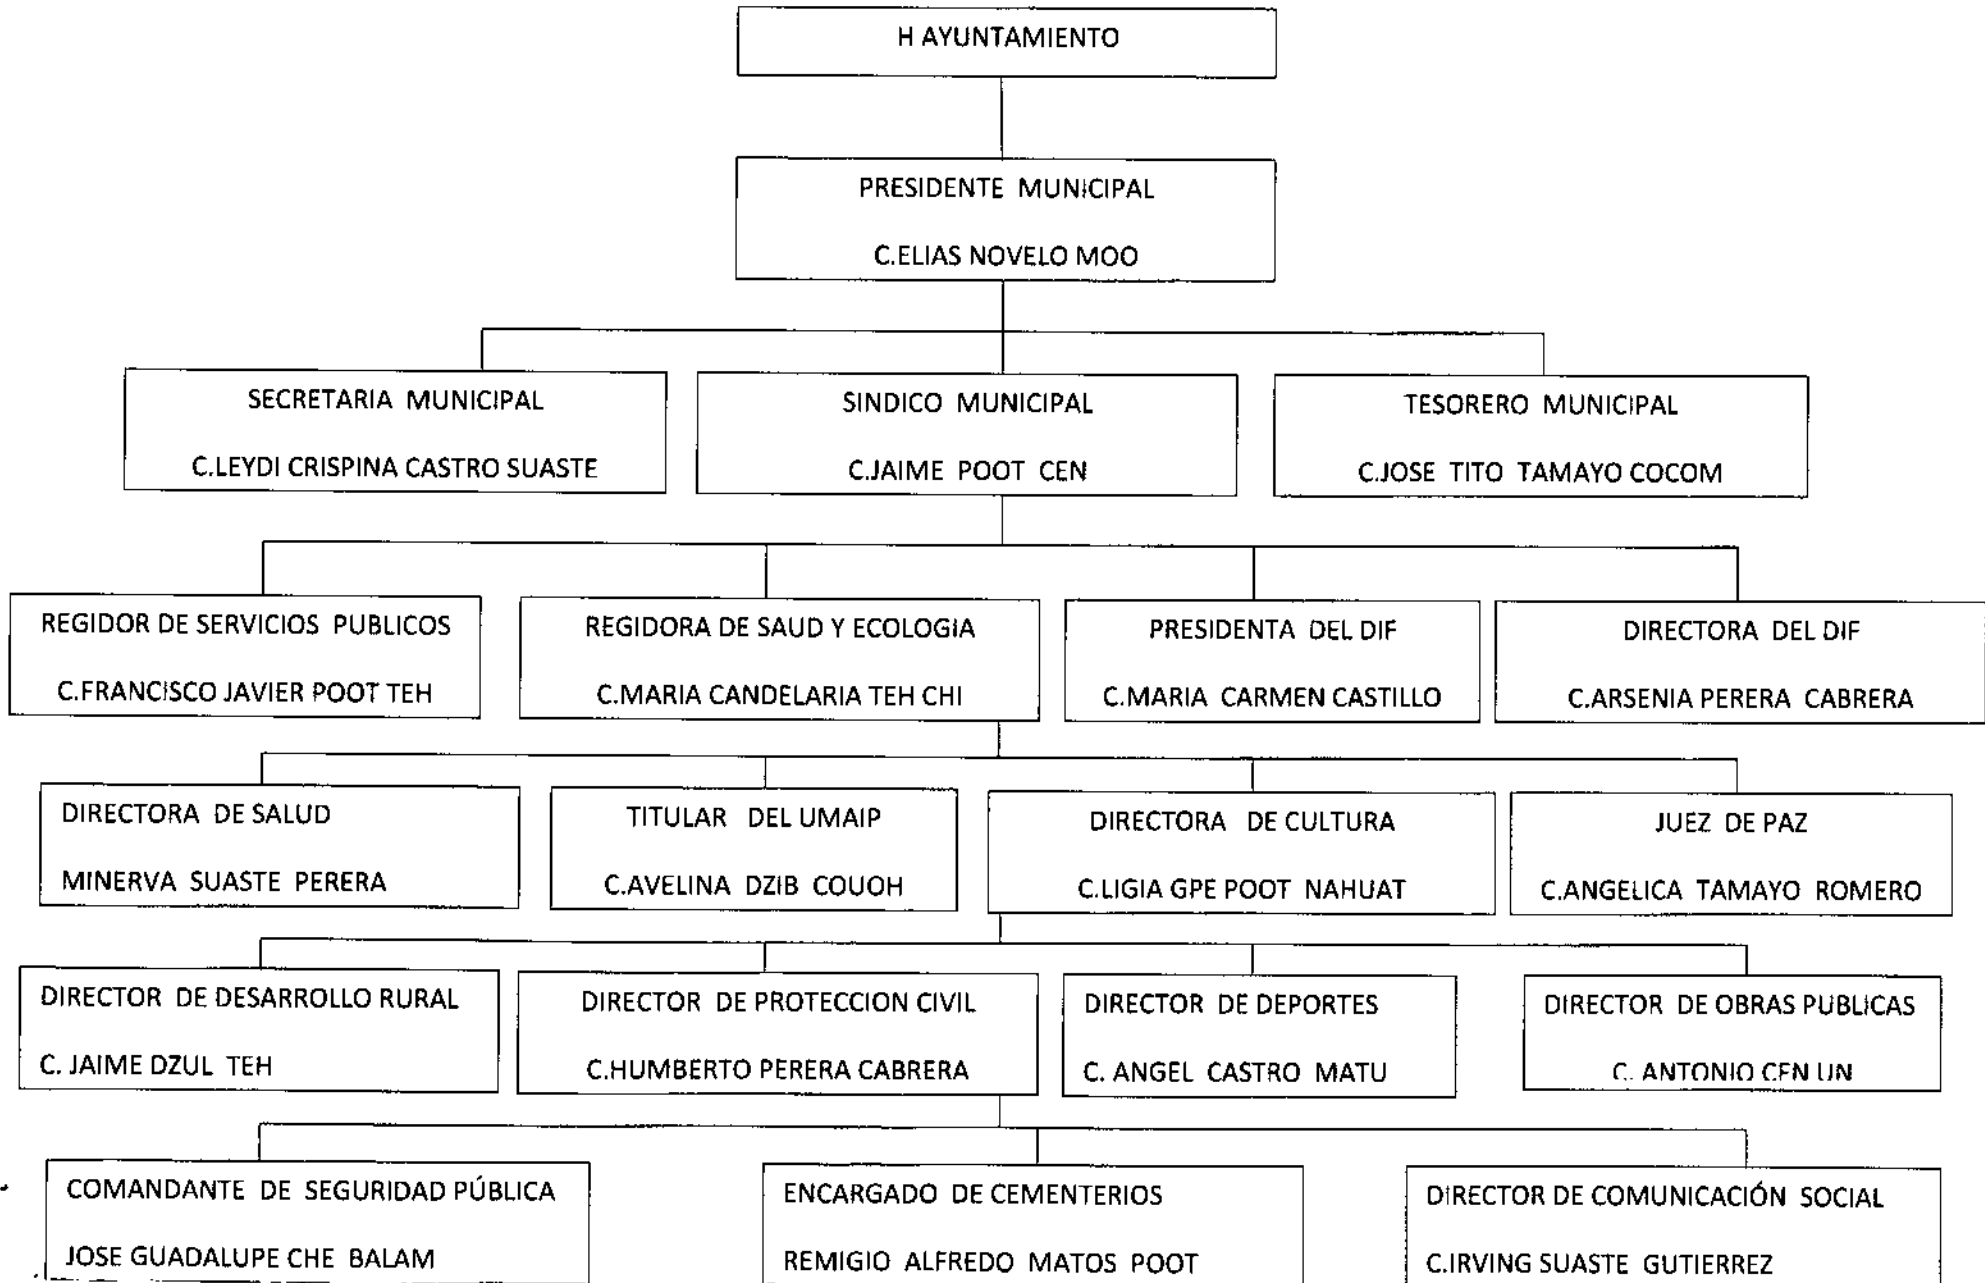 H AYUNTAMIENTO
PRESIDENTE MUNICIPAL
C.ELIAS NOVELO MOO
SECRETARIA MUNICIPAL
C.LEYDI CRISPINA CASTRO SUASTE
SINDICO MUNICIPAL
C.JAIME POOT CEN
TESORERO MUNICIPAL
C.JOSE TITO TAMAYO COCOM
REGIDOR DE SERVICIOS PUBLICOS
C.FRANCISCO JAVIER POOT TEH
REGIDORA DE SAUD Y ECOLOGIA
C.MARIA CANDELARIA TEH CHI
PRESIDENTA DEL DIF
C.MARIA CARMEN CASTILLO
DIRECTORA DEL DIF
C.ARSENIA PERERA CABRERA
DIRECTORA DE SALUD
MINERVA SUASTE PERERA
TITULAR DEL UMAIP
C.AVELINA DZIB COUOH
DIRECTORA DE CULTURA
C.LIGIA GPE POOT NAHUAT
JUEZ DE PAZ
C.ANGELICA TAMAYO ROMERO
DIRECTOR DE DESARROLLO RURAL
C. JAIME DZUL TEH
DIRECTOR DE PROTECCION CIVIL
C.HUMBERTO PERERA CABRERA
DIRECTOR DE DEPORTES
C. ANGEL CASTRO MATU
DIRECTOR DE OBRAS PUBLICAS
C. ANTONIO CEN UN
COMANDANTE DE SEGURIDAD PÚBLICA
JOSE GUADALUPE CHE BALAM
ENCARGADO DE CEMENTERIOS
REMIGIO ALFREDO MATOS POOT
DIRECTOR DE COMUNICACIÓN SOCIAL
C.IRVING SUASTE GUTIERREZ